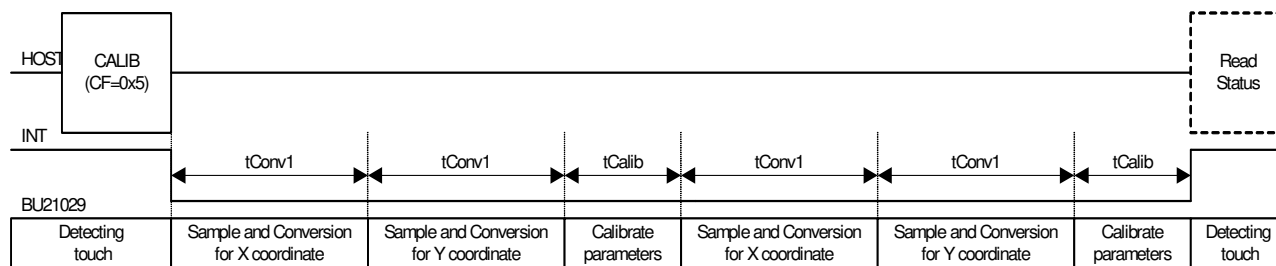 HOST
CALIB
(CF=0x5)
Read
Status
INT
tConv1
tConv1
tCalib
tConv1
tConv1
tCalib
BU21029
Detecting
touch
Sample and Conversion
for X coordinate
Sample and Conversion
for Y coordinate
Calibrate
parameters
Sample and Conversion
for X coordinate
Sample and Conversion
for Y coordinate
Calibrate
parameters
Detecting
touch